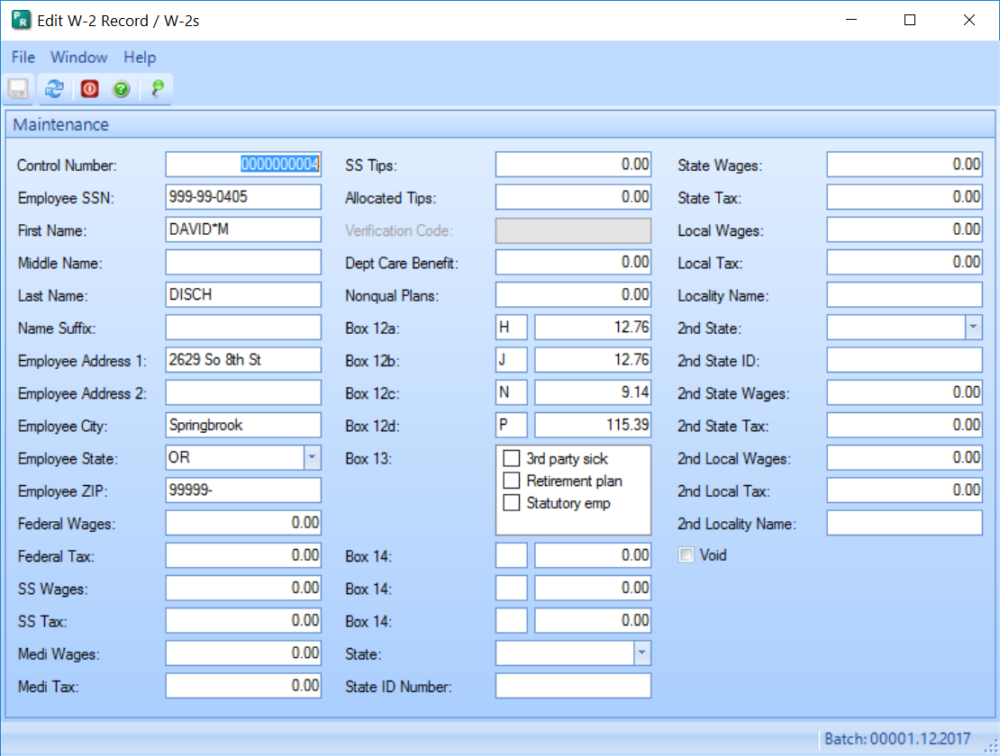 Edit W-2 Record / W-2s
File Window Help
Maintenance
Control Number: 0000000004
Employee SSN: 999-99-0405
First Name: DAVID*M
Middle Name:
Last Name: DISCH
Name Suffix:
Employee Address 1: 2629 So 8th St
Employee Address 2:
Employee City: Springbrook
Employee State: OR
Employee ZIP: 99999-
Federal Wages: 0.00
Federal Tax: 0.00
SS Wages: 0.00
SS Tax: 0.00
Medi Wages: 0.00
Medi Tax: 0.00
SS Tips: 0.00
Allocated Tips: 0.00
Verification Code:
Dept Care Benefit: 0.00
Nonqual Plans: 0.00
Box 12a: H 12.76
Box 12b: J 12.76
Box 12c: N 9.14
Box 12d: P 115.39
Box 13: 3rd party sick
Retirement plan
Statutory emp
Box 14: 0.00
Box 14: 0.00
Box 14: 0.00
State:
State ID Number:
State Wages: 0.00
State Tax: 0.00
Local Wages: 0.00
Local Tax: 0.00
Locality Name:
2nd State:
2nd State ID:
2nd State Wages: 0.00
2nd State Tax: 0.00
2nd Local Wages: 0.00
2nd Local Tax: 0.00
2nd Locality Name:
Void
Batch: 00001.12.2017